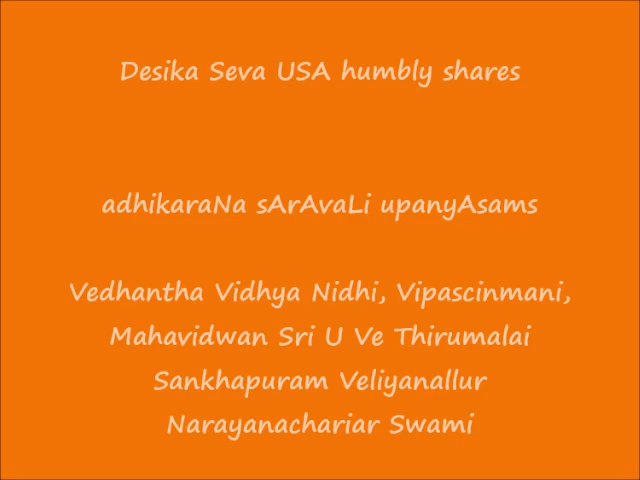 Desika Seva USA humbly shares
adhikaraNa sArAvaLi upanyAsams
Vedhantha Vidhya Nidhi, Vipascinmani,
Mahavidwan Sri U Ve Thirumalai
Sankhapuram Veliyanallur
Narayanachariar Swami